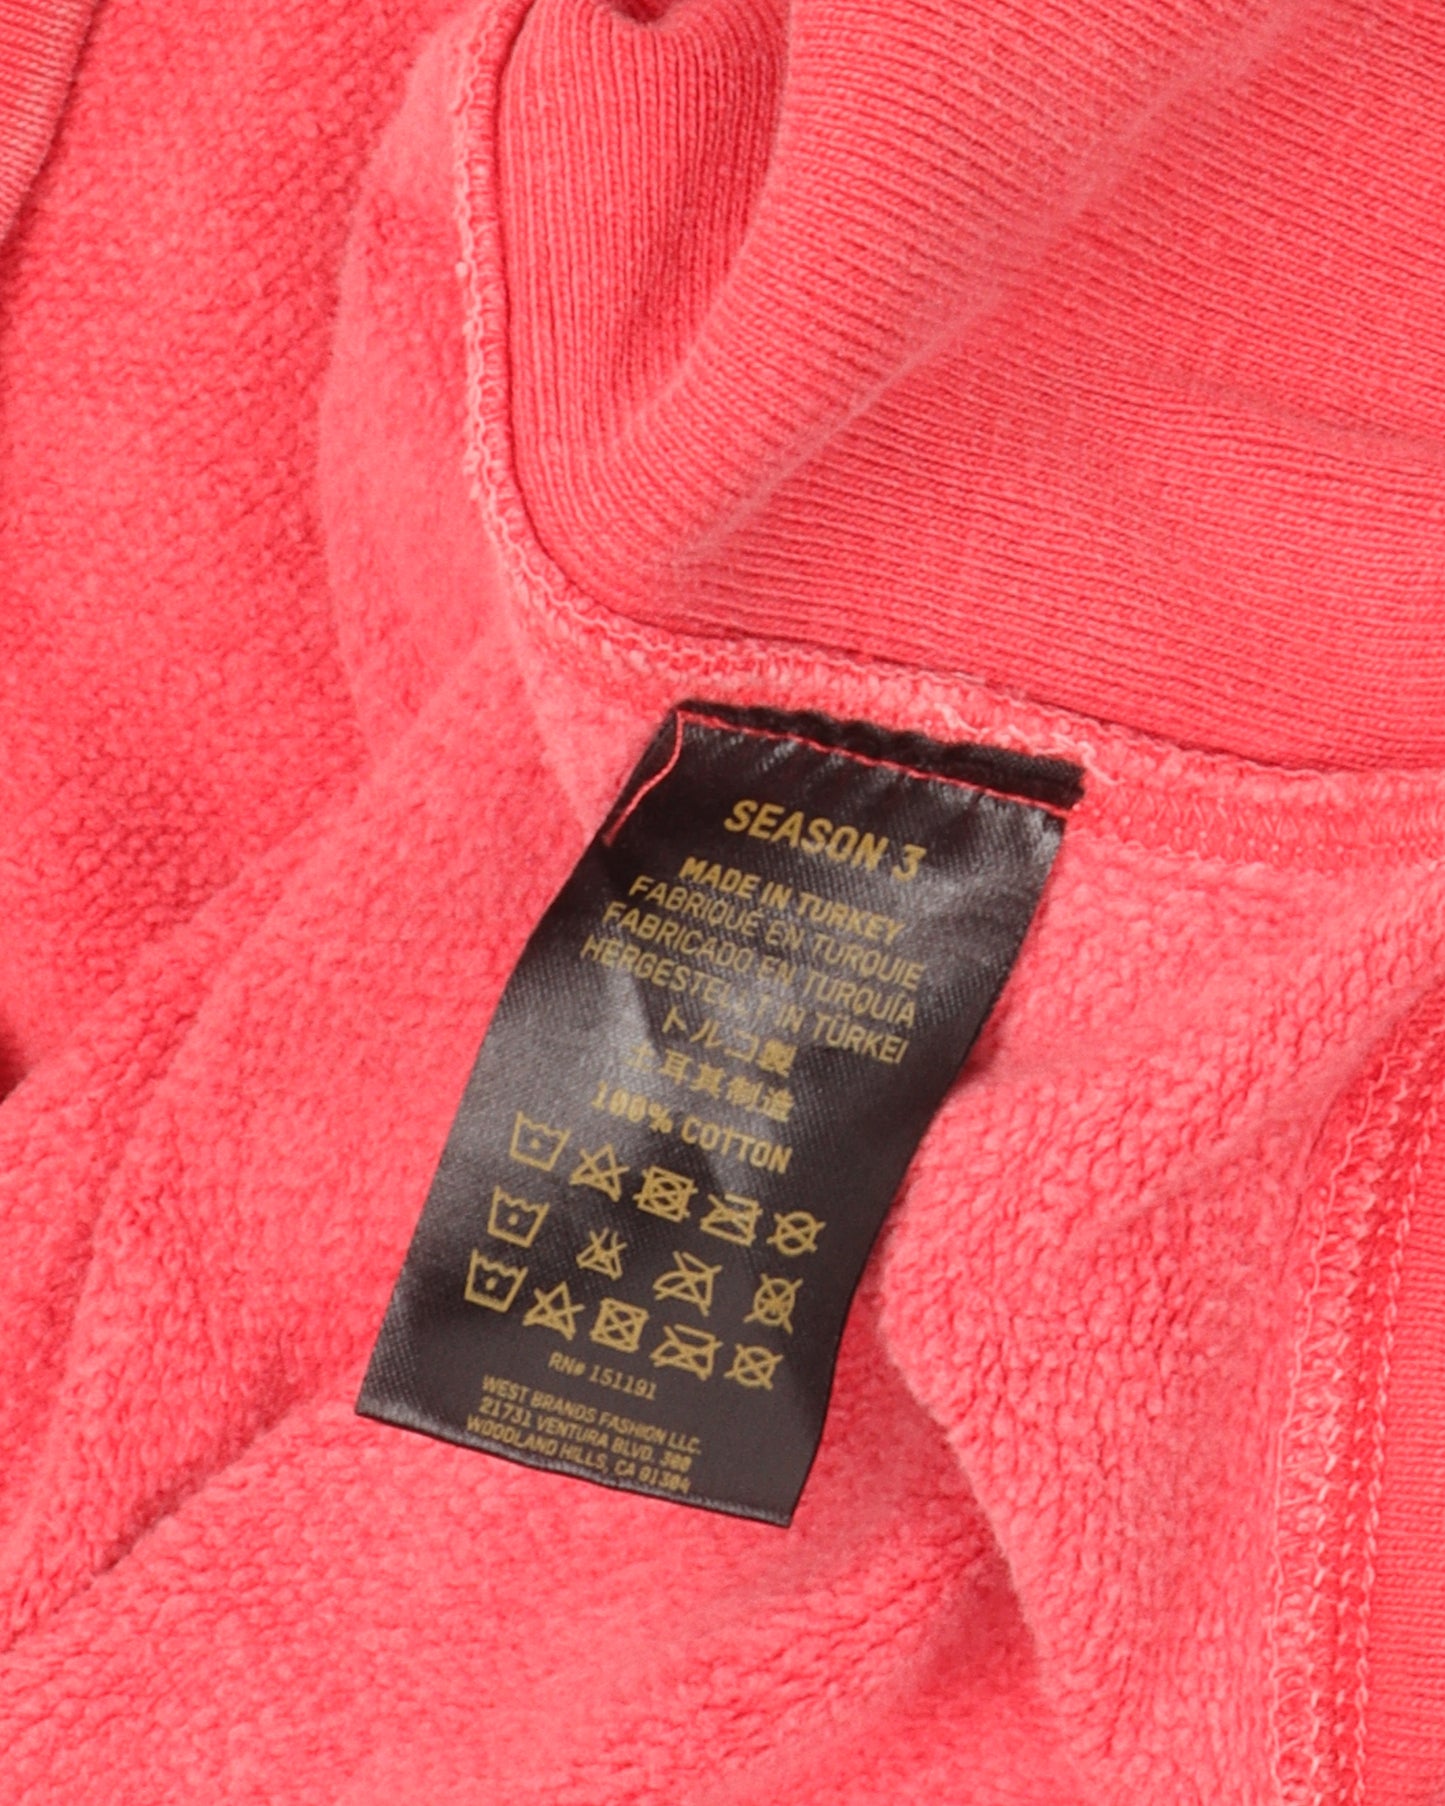 SEASON 3
MADE IN TURKEY
FABRIQUÉ EN TURQUIE
FABRICADO EN TURQUÍA
HERGESTELLT IN TÜRKEI
トルコ製
土耳其制造
100% COTTON
RN# 151191
WEST BRANDS FASHION LLC.
21731 VENTURA BLVD. 300
WOODLAND HILLS, CA 91364